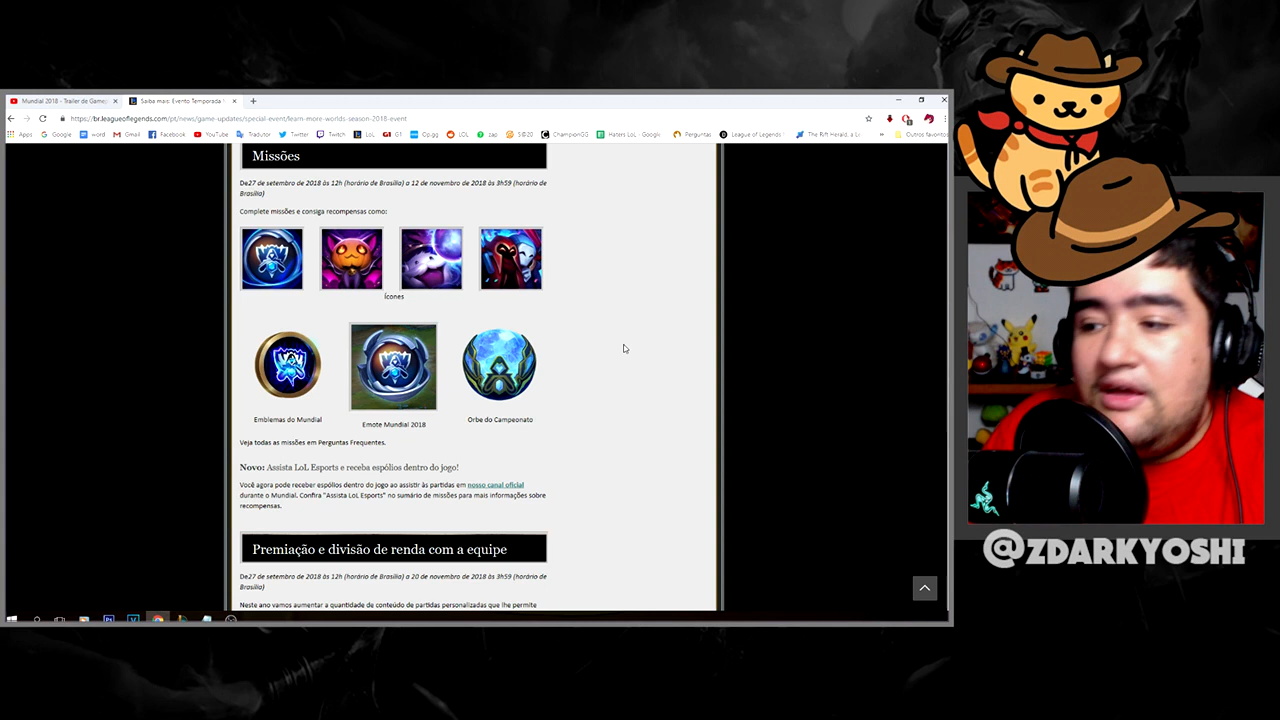 Mundial 2018 - Trailer de Game
Saiba mais: Evento Temporada
https://br.leagueoflegends.com/pt/news/game-updates/special-event/learn-more-worlds-season-2018-event
Apps Google word Gmail Facebook YouTube Tradutor Twitter Twitch LoL G1 Op.gg LOL zap 5@20 ChampionGG Haters LoL - Google Perguntas League of Legends The Rift Herald, a L » Outros favoritos
Missões
De27 de setembro de 2018 às 12h (horário de Brasília) a 12 de novembro de 2018 às 3h59 (horário de
Brasília)
Complete missões e consiga recompensas como:
Ícones
Emblemas do Mundial
Emote Mundial 2018
Orbe do Campeonato
Veja todas as missões em Perguntas Frequentes.
Novo: Assista LoL Esports e receba espólios dentro do jogo!
Você agora pode receber espólios dentro do jogo ao assistir às partidas em nosso canal oficial
durante o Mundial. Confira "Assista LoL Esports" no sumário de missões para mais informações sobre
recompensas.
Premiação e divisão de renda com a equipe
De27 de setembro de 2018 às 12h (horário de Brasília) a 20 de novembro de 2018 às 3h59 (horário de
Brasília)
Neste ano vamos aumentar a quantidade de conteúdo de partidas personalizadas que lhe permite
@ZDARKYOSHI